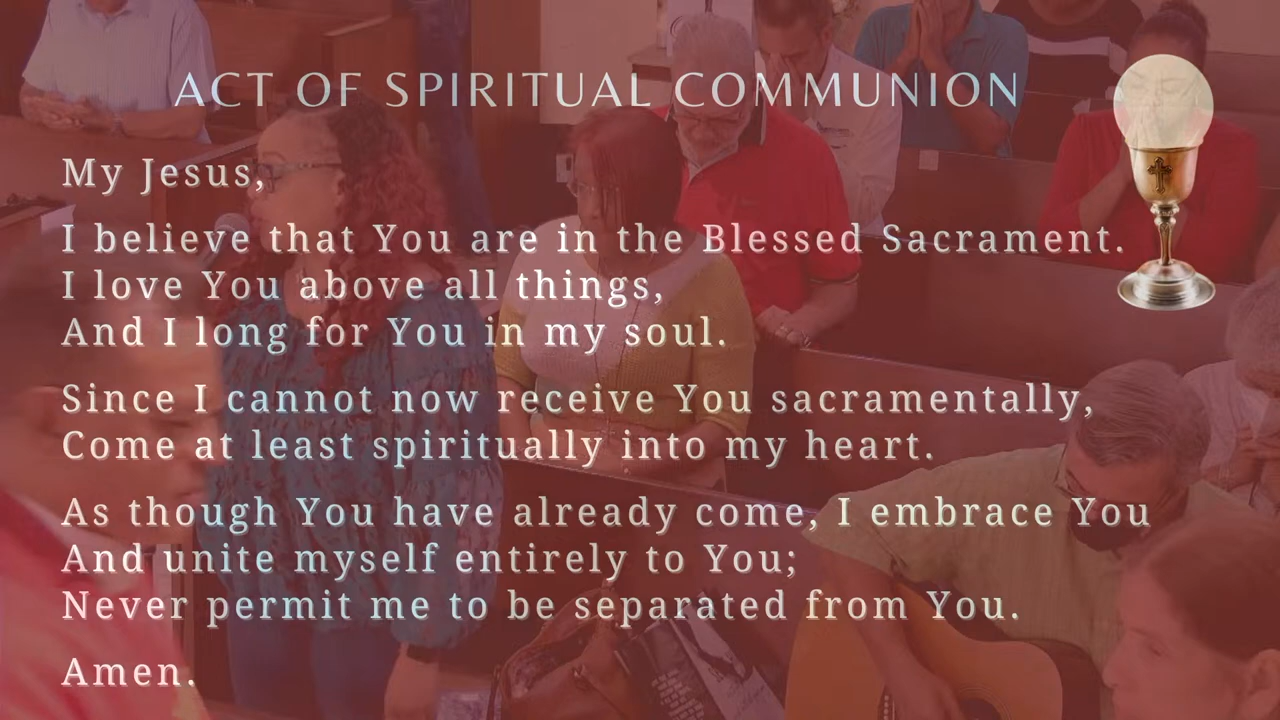 ACT OF SPIRITUAL COMMUNION
My Jesus,
I believe that You are in the Blessed Sacrament.
I love You above all things,
And I long for You in my soul.
Since I cannot now receive You sacramentally,
Come at least spiritually into my heart.
As though You have already come, I embrace You
And unite myself entirely to You;
Never permit me to be separated from You.
Amen.